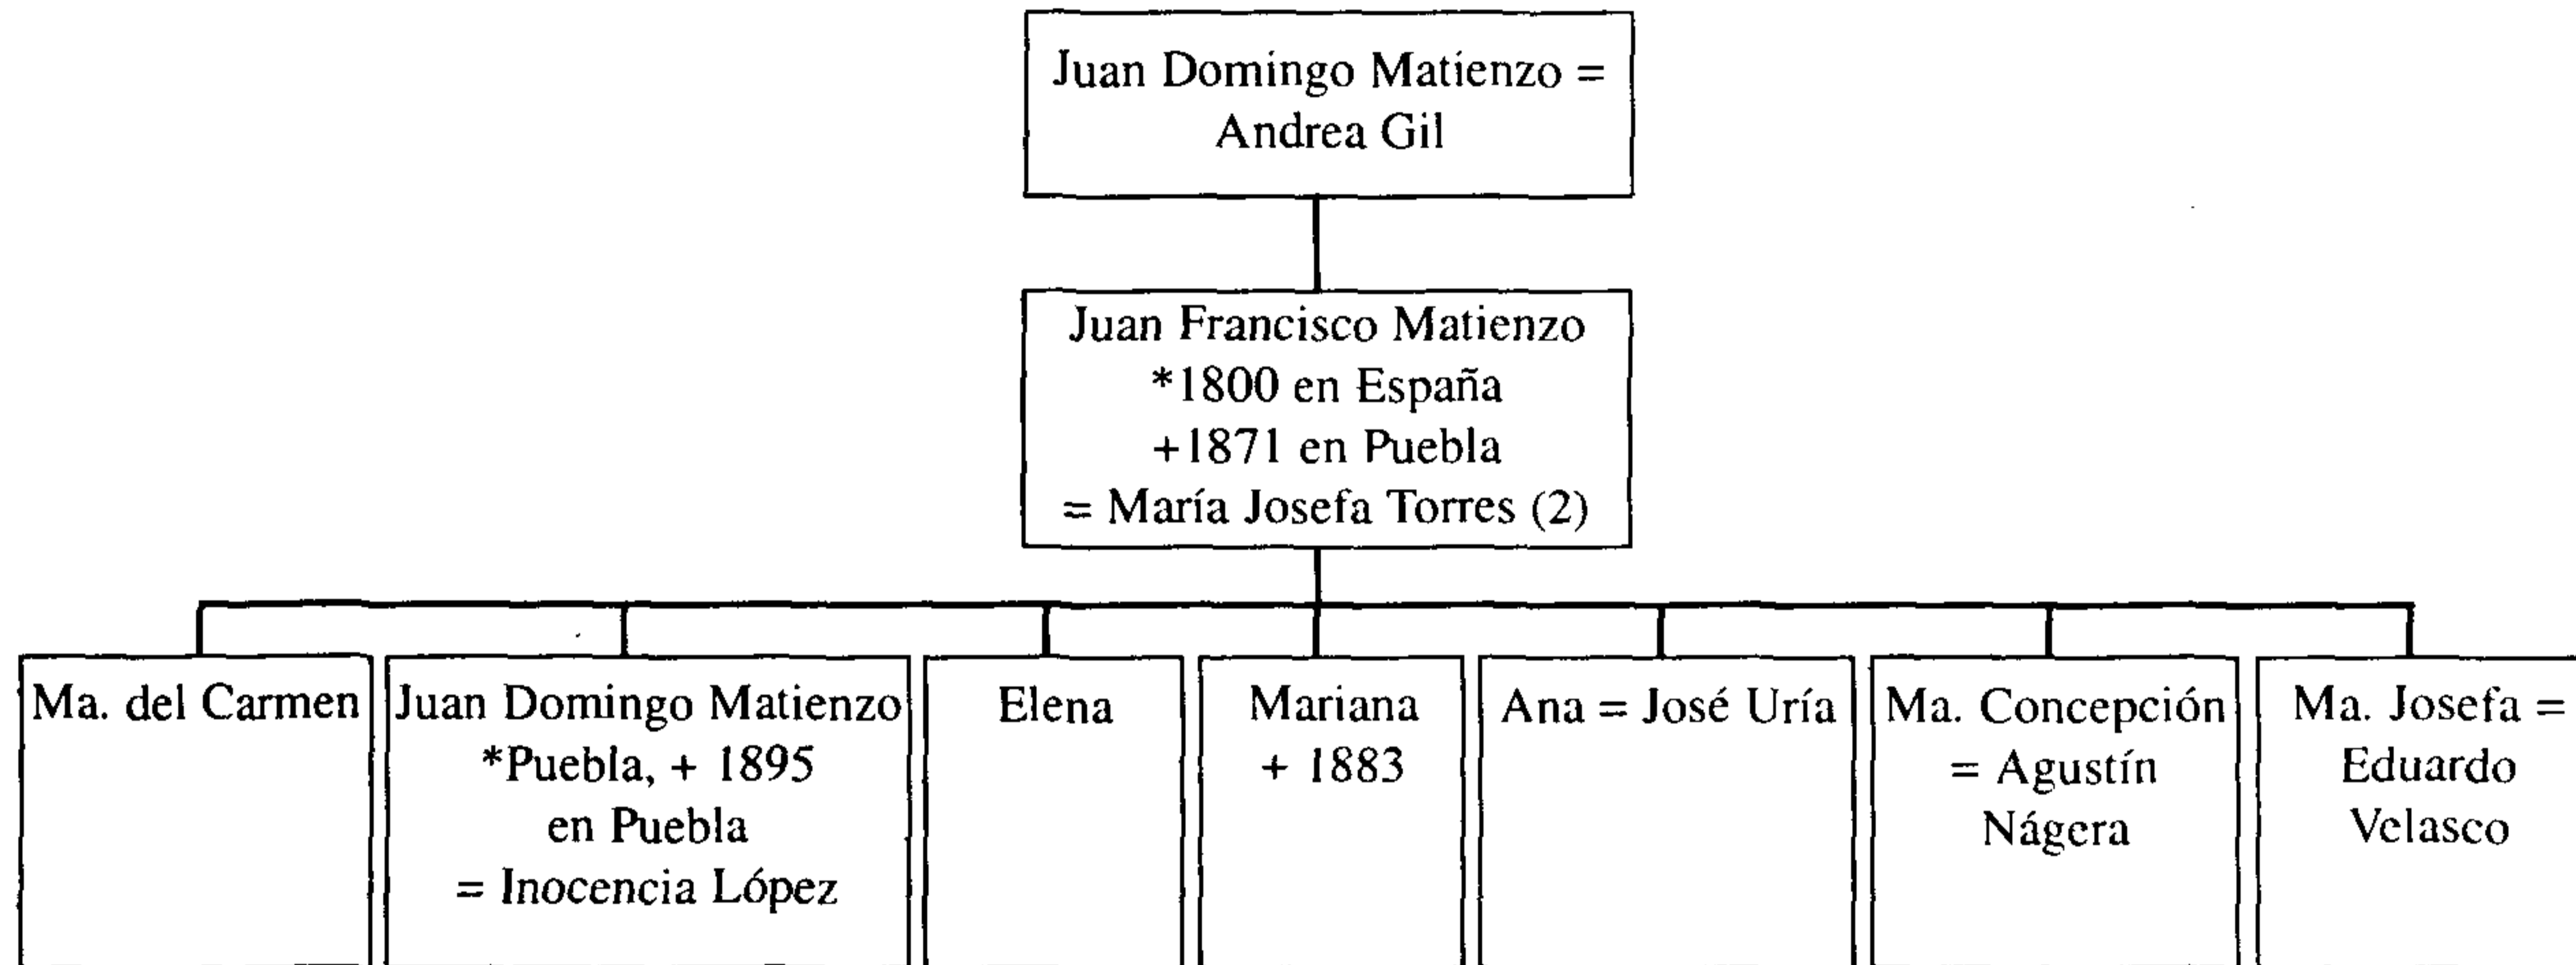 Juan Domingo Matienzo =
Andrea Gil
Juan Francisco Matienzo
*1800 en España
+1871 en Puebla
= María Josefa Torres (2)
Ma. del Carmen
Juan Domingo Matienzo
*Puebla, + 1895
en Puebla
= Inocencia López
Elena
Mariana
+ 1883
Ana = José Uría
Ma. Concepción
= Agustín
Nágera
Ma. Josefa =
Eduardo
Velasco